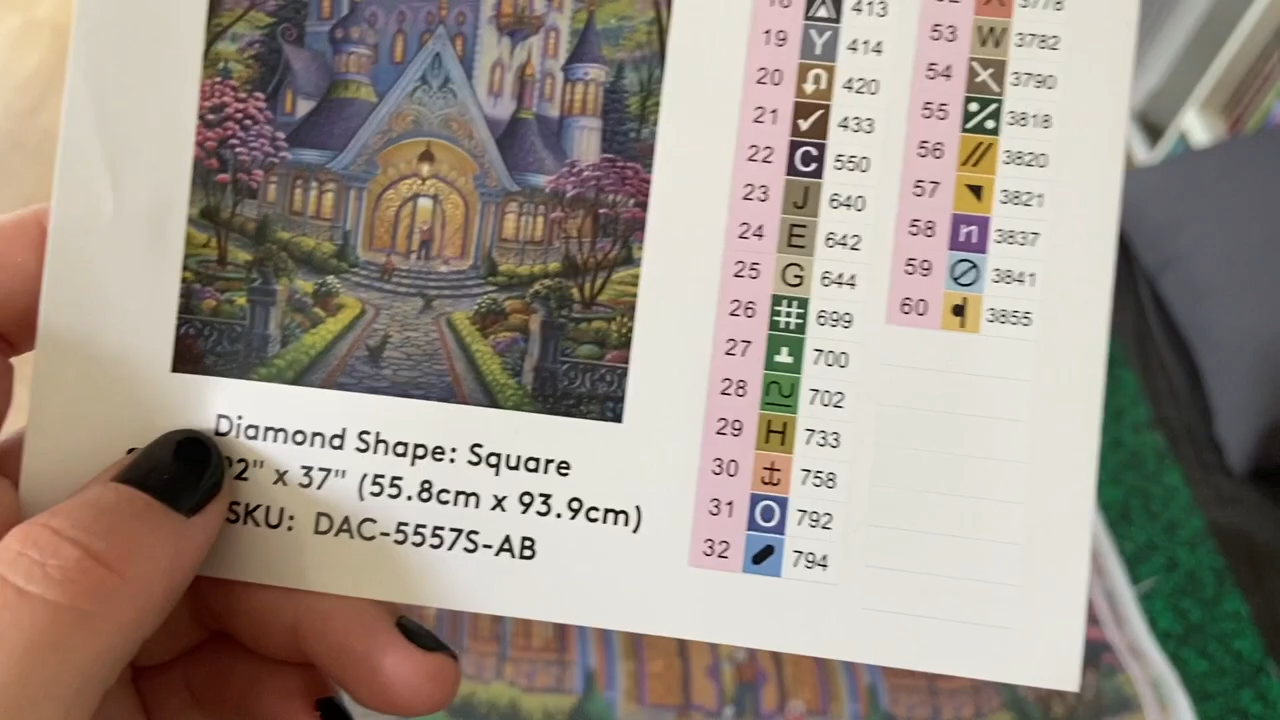 Diamond Shape: Square
22" x 37" (55.8cm x 93.9cm)
SKU: DAC-5557S-AB
413
19 Y 414
20 420
21 ✓ 433
22 C 550
23 J 640
24 E 642
25 G 644
26 # 699
27 700
28 702
29 H 733
30 758
31 O 792
32 794
3778
53 W 3782
54 3790
55 3818
56 // 3820
57 3821
58 n 3837
59 3841
60 3855